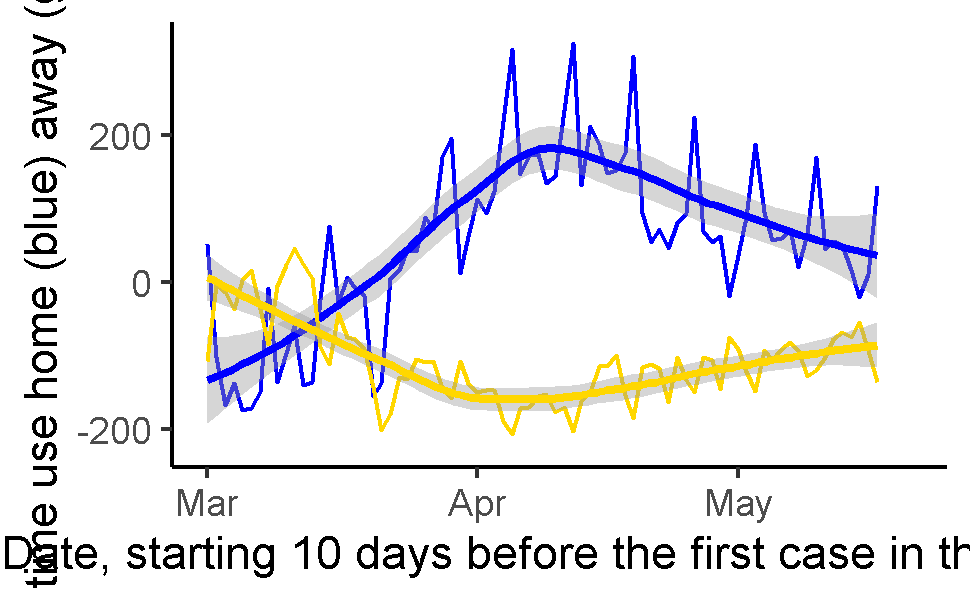 time use home (blue) away (
200
0
-200
Mar Apr May
Date, starting 10 days before the first case in th